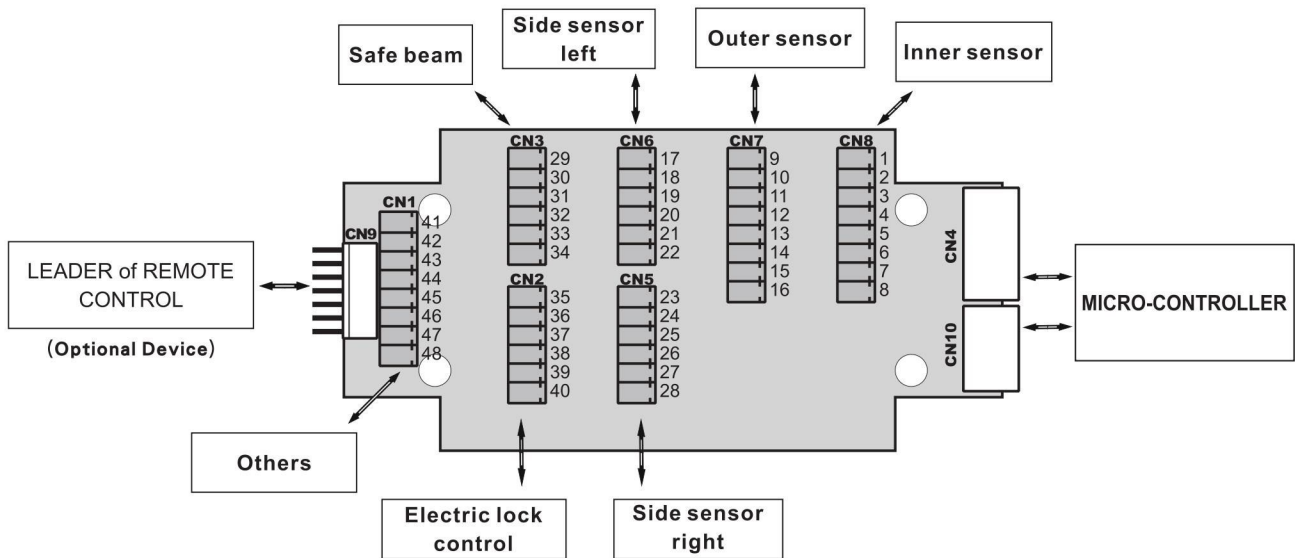 Safe beam
Side sensor
left
Outer sensor
Inner sensor
CN3
29
30
31
32
33
34
CN6
17
18
19
20
21
22
CN7
9
10
11
12
13
14
15
16
CN8
1
2
3
4
5
6
7
8
CN1
41
42
43
44
45
46
47
48
CN9
CN2
35
36
37
38
39
40
CN5
23
24
25
26
27
28
CN4
CN10
LEADER of REMOTE
CONTROL
(Optional Device)
MICRO-CONTROLLER
Others
Electric lock
control
Side sensor
right